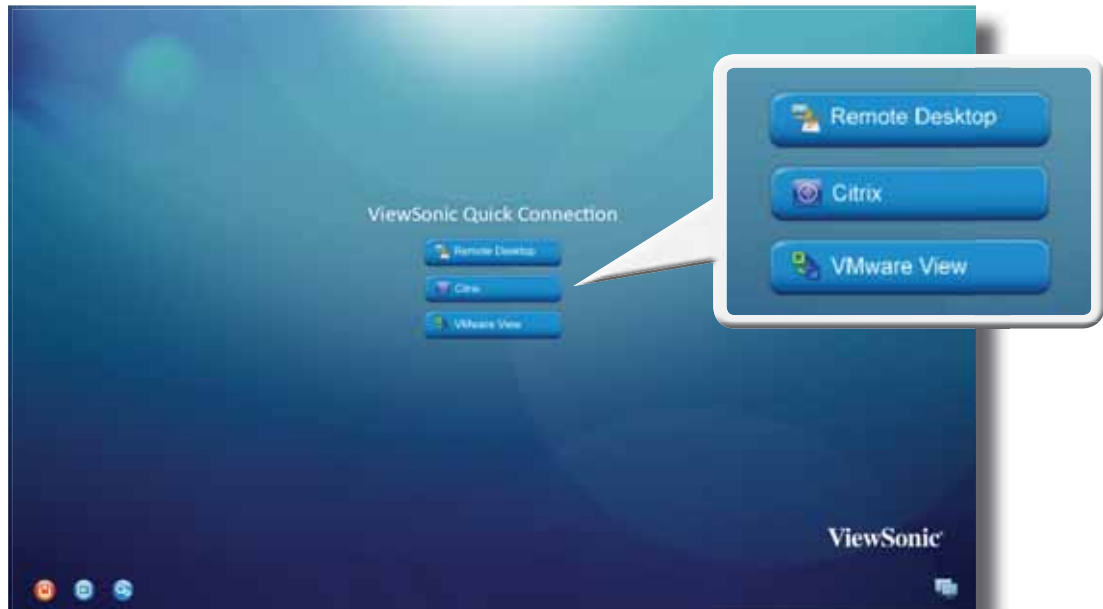 ViewSonic Quick Connection
Remote Desktop
Citrix
VMware View
Remote Desktop
Citrix
VMware View
ViewSonic